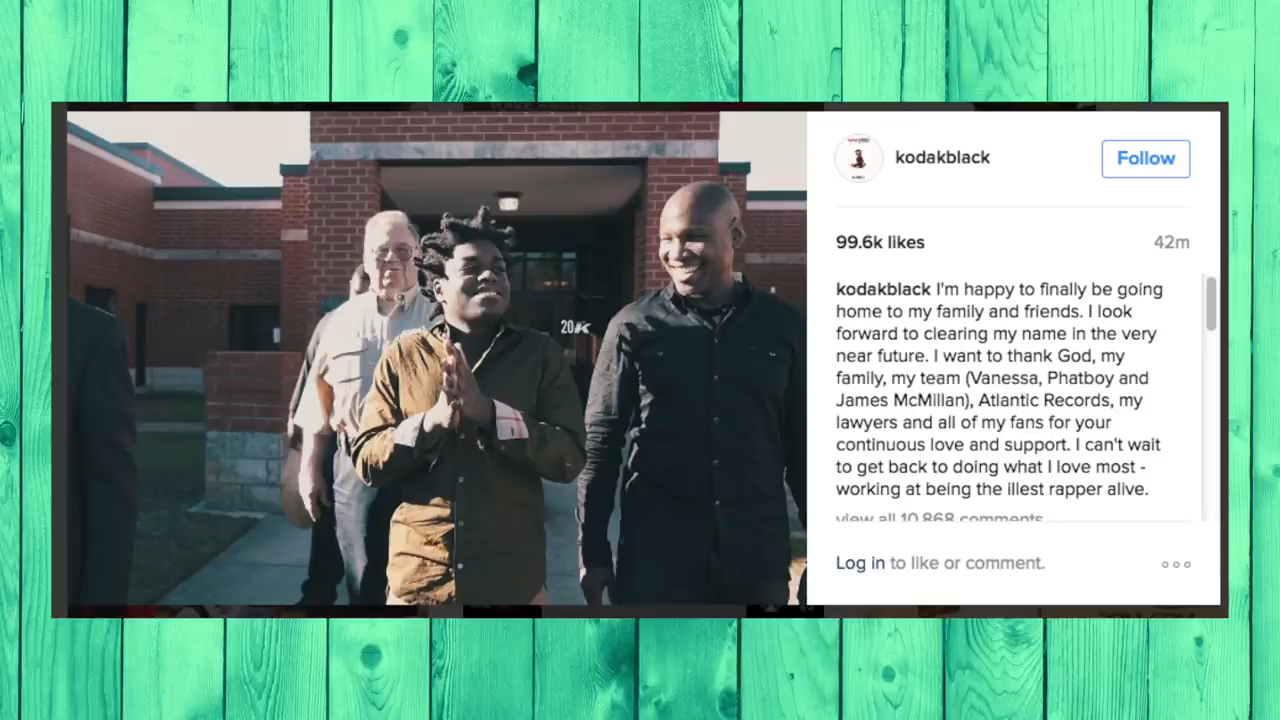 kodakblack
Follow
99.6k likes
42m
kodakblack I'm happy to finally be going
home to my family and friends. I look
forward to clearing my name in the very
near future. I want to thank God, my
family, my team (Vanessa, Phatboy and
James McMillan), Atlantic Records, my
lawyers and all of my fans for your
continuous love and support. I can't wait
to get back to doing what I love most -
working at being the illest rapper alive.
view all 10,868 comments
Log in to like or comment.
20K